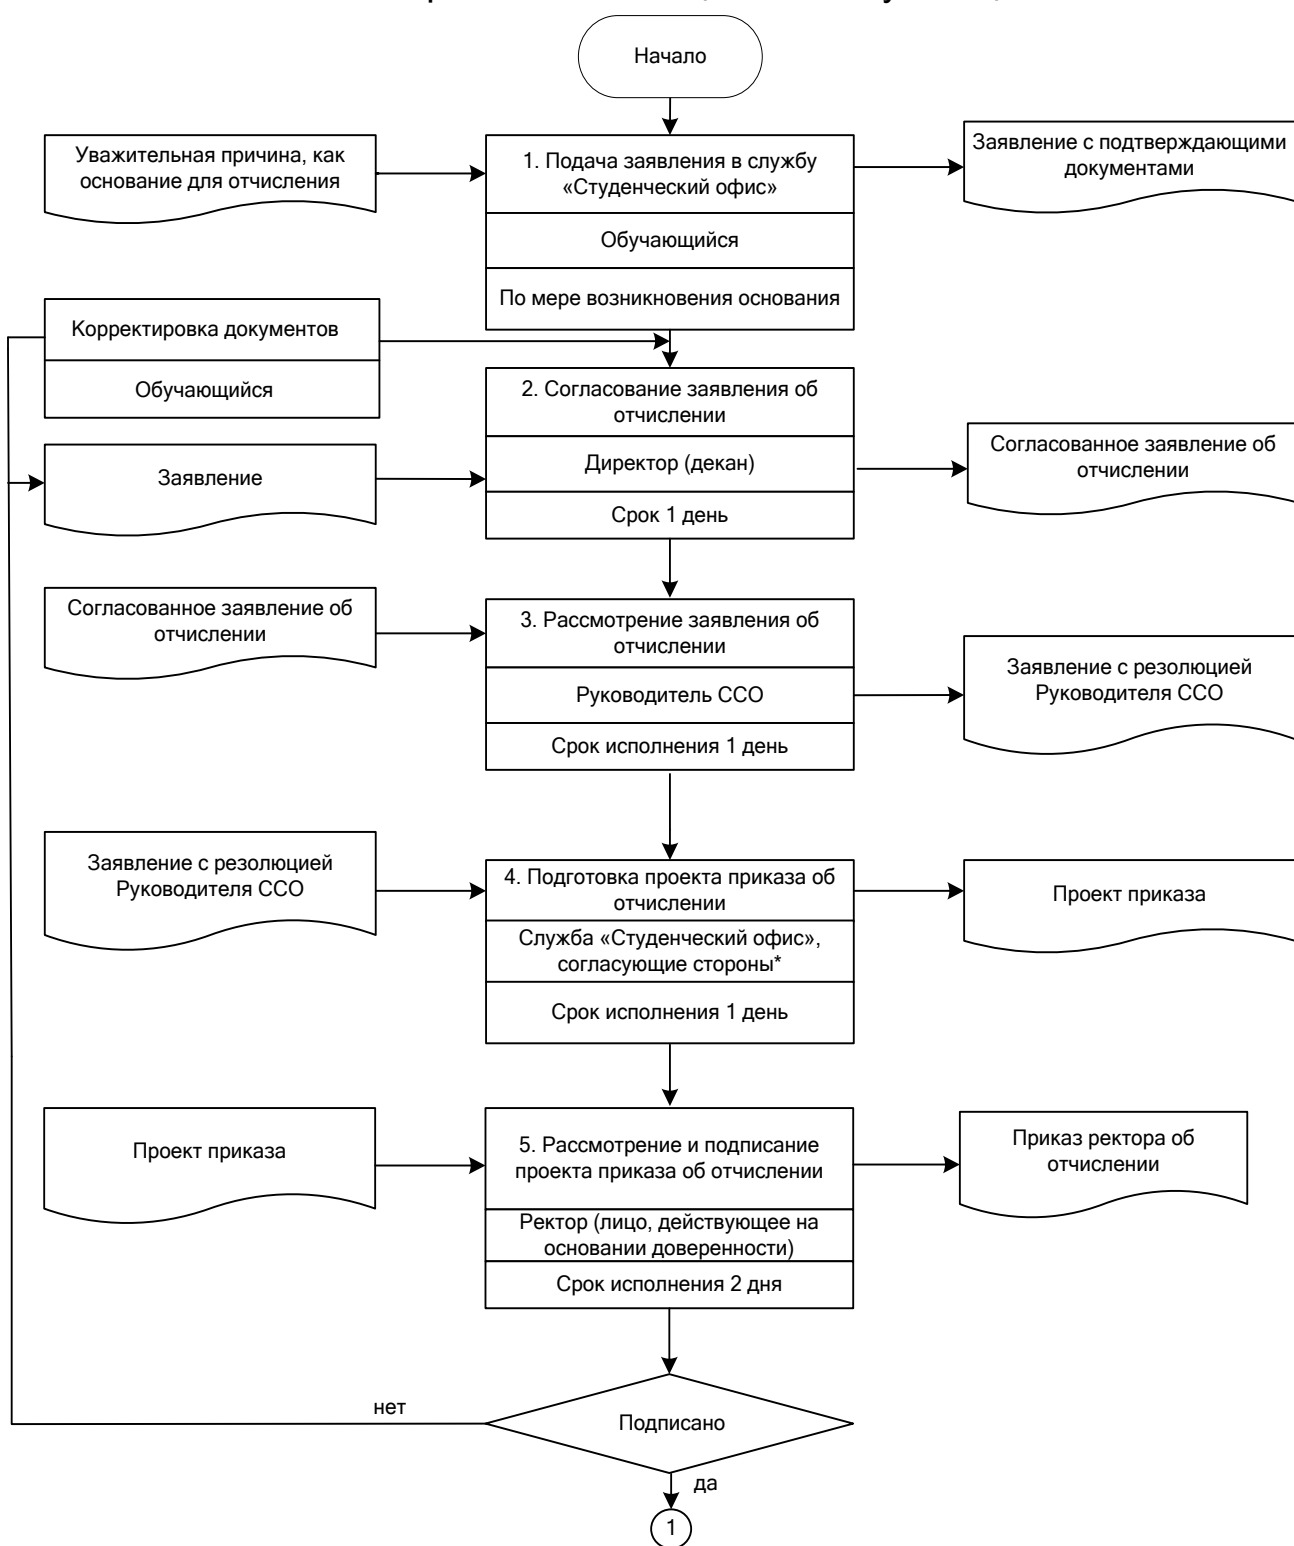 Начало
Уважительная причина, как
основание для отчисления
1. Подача заявления в службу
«Студенческий офис»
Заявление с подтверждающими
документами
Обучающийся
По мере возникновения основания
Корректировка документов
Обучающийся
2. Согласование заявления об
отчислении
Директор (декан)
Срок 1 день
Заявление
Согласованное заявление об
отчислении
Согласованное заявление об
отчислении
3. Рассмотрение заявления об
отчислении
Руководитель ССО
Срок исполнения 1 день
Заявление с резолюцией
Руководителя ССО
Заявление с резолюцией
Руководителя ССО
4. Подготовка проекта приказа об
отчислении
Служба «Студенческий офис»,
согласующие стороны*
Срок исполнения 1 день
Проект приказа
Проект приказа
5. Рассмотрение и подписание
проекта приказа об отчислении
Ректор (лицо, действующее на
основании доверенности)
Срок исполнения 2 дня
Приказ ректора об
отчислении
нет
Подписано
да
1